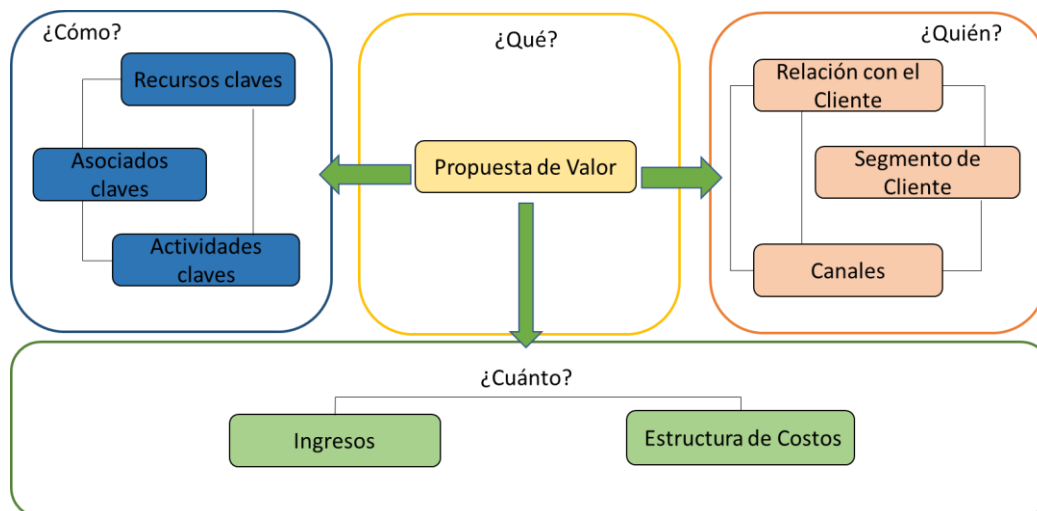 ¿Cómo?
Recursos claves
Asociados
claves
Actividades
claves
¿Qué?
Propuesta de Valor
¿Quién?
Relación con el
Cliente
Segmento de
Cliente
Canales
¿Cuánto?
Ingresos
Estructura de Costos